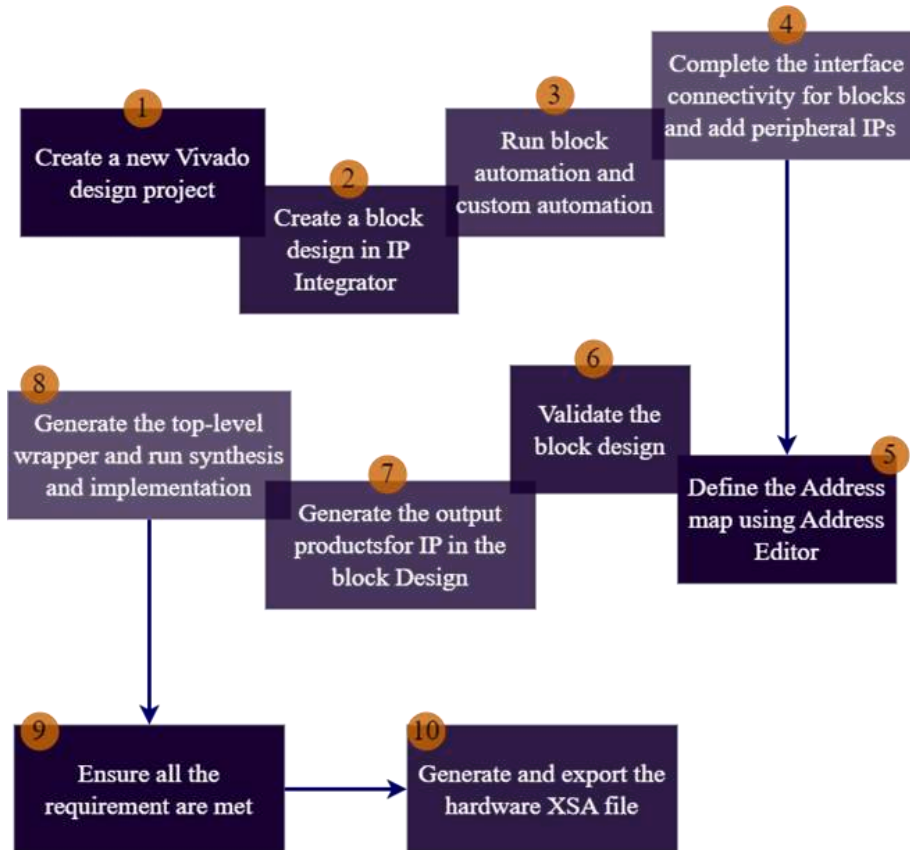 1
Create a new Vivado
design project
2
Create a block
design in IP
Integrator
3
Run block
automation and
custom automation
4
Complete the interface
connectivity for blocks
and add peripheral IPs
5
Define the Address
map using Address
Editor
6
Validate the
block design
7
Generate the output
productsfor IP in the
block Design
8
Generate the top-level
wrapper and run synthesis
and implementation
9
Ensure all the
requirement are met
10
Generate and export the
hardware XSA file